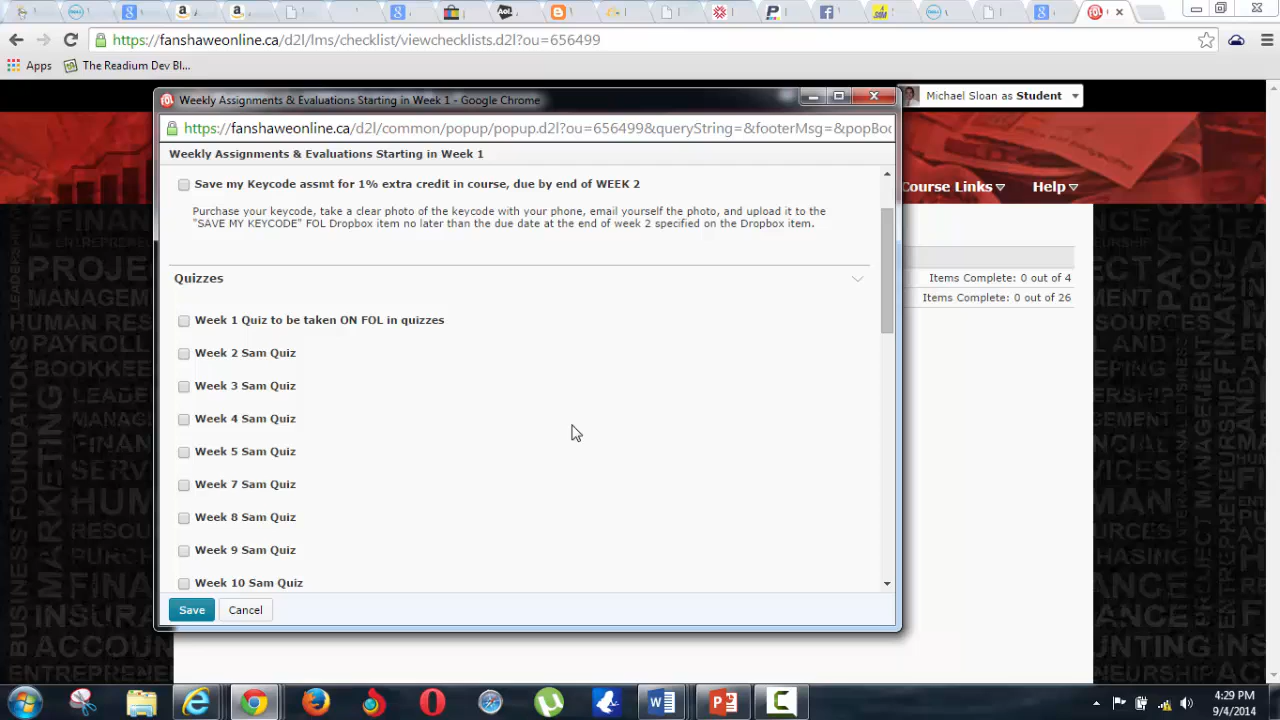 https://fanshaweonline.ca/d2l/lms/checklist/viewchecklists.d2l?ou=656499
Apps
The Readium Dev Bl...
Weekly Assignments & Evaluations Starting in Week 1 - Google Chrome
Michael Sloan as Student
https://fanshaweonline.ca/d2l/common/popup/popup.d2l?ou=656499&queryString=&footerMsg=&popBoo
Weekly Assignments & Evaluations Starting in Week 1
Course Links
Help
Save my Keycode assmt for 1% extra credit in course, due by end of WEEK 2
Purchase your keycode, take a clear photo of the keycode with your phone, email yourself the photo, and upload it to the
"SAVE MY KEYCODE" FOL Dropbox item no later than the due date at the end of week 2 specified on the Dropbox item.
Quizzes
Items Complete: 0 out of 4
Items Complete: 0 out of 26
Week 1 Quiz to be taken ON FOL in quizzes
Week 2 Sam Quiz
Week 3 Sam Quiz
Week 4 Sam Quiz
Week 5 Sam Quiz
Week 7 Sam Quiz
Week 8 Sam Quiz
Week 9 Sam Quiz
Week 10 Sam Quiz
Save
Cancel
4:29 PM
9/4/2014